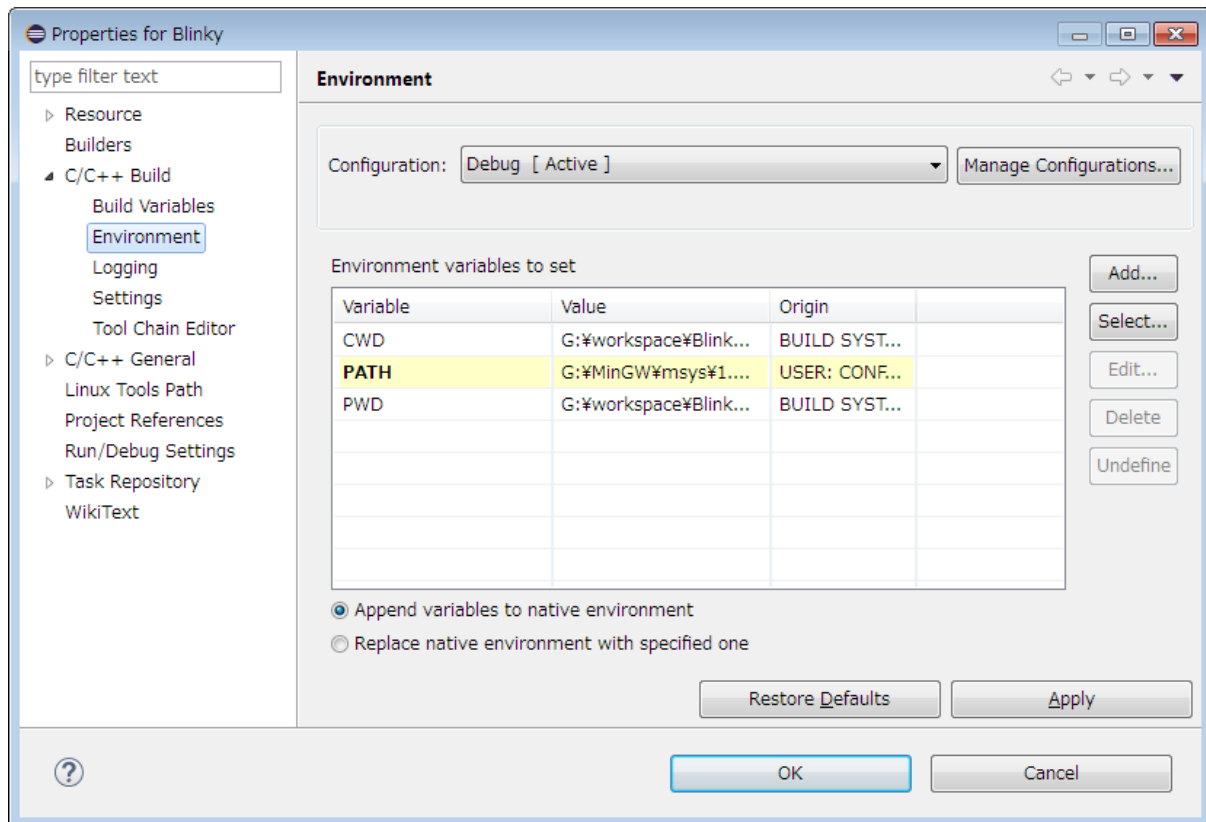 Properties for Blinky
type filter text
Resource
Builders
C/C++ Build
Build Variables
Environment
Logging
Settings
Tool Chain Editor
C/C++ General
Linux Tools Path
Project References
Run/Debug Settings
Task Repository
WikiText
Environment
Configuration: Debug [ Active ] Manage Configurations...
Environment variables to set
Variable Value Origin
CWD G:¥workspace¥Blink... BUILD SYST...
PATH G:¥MinGW¥msys¥1.... USER: CONF...
PWD G:¥workspace¥Blink... BUILD SYST...
Add...
Select...
Edit...
Delete
Undefine
Append variables to native environment
Replace native environment with specified one
Restore Defaults Apply
? OK Cancel